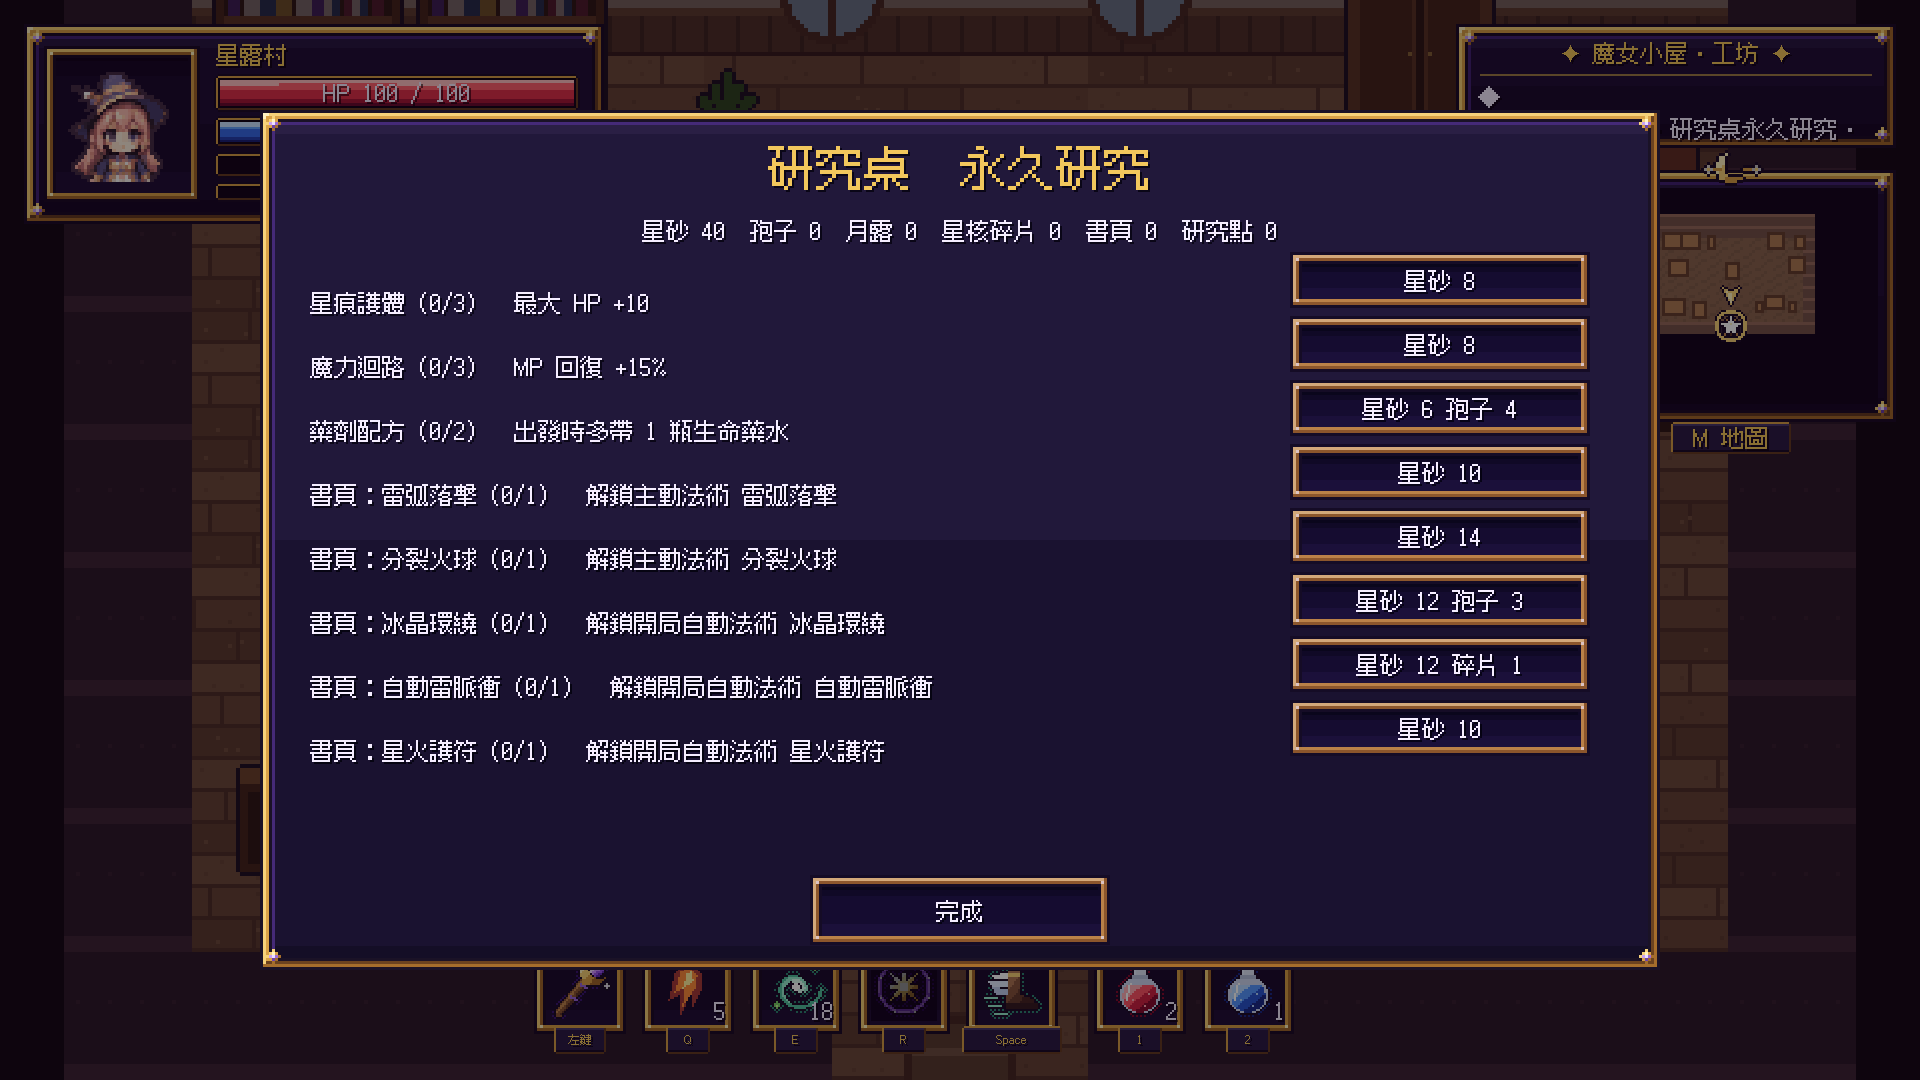 星露村
HP 100 / 100
✦ 魔女小屋・工坊 ✦
研究桌永久研究・
研究桌　永久研究
星砂 40　孢子 0　月露 0　星核碎片 0　書頁 0　研究點 0
星痕護體 (0/3)　最大 HP +10
星砂 8
魔力迴路 (0/3)　MP 回復 +15%
星砂 8
藥劑配方 (0/2)　出發時多帶 1 瓶生命藥水
星砂 6 孢子 4
書頁：雷弧落擊 (0/1)　解鎖主動法術 雷弧落擊
星砂 10
書頁：分裂火球 (0/1)　解鎖主動法術 分裂火球
星砂 14
書頁：冰晶環繞 (0/1)　解鎖開局自動法術 冰晶環繞
星砂 12 孢子 3
書頁：自動雷脈衝 (0/1)　解鎖開局自動法術 自動雷脈衝
星砂 12 碎片 1
書頁：星火護符 (0/1)　解鎖開局自動法術 星火護符
星砂 10
完成
M 地圖
5
18
2
1
左鍵
Q
E
R
Space
1
2